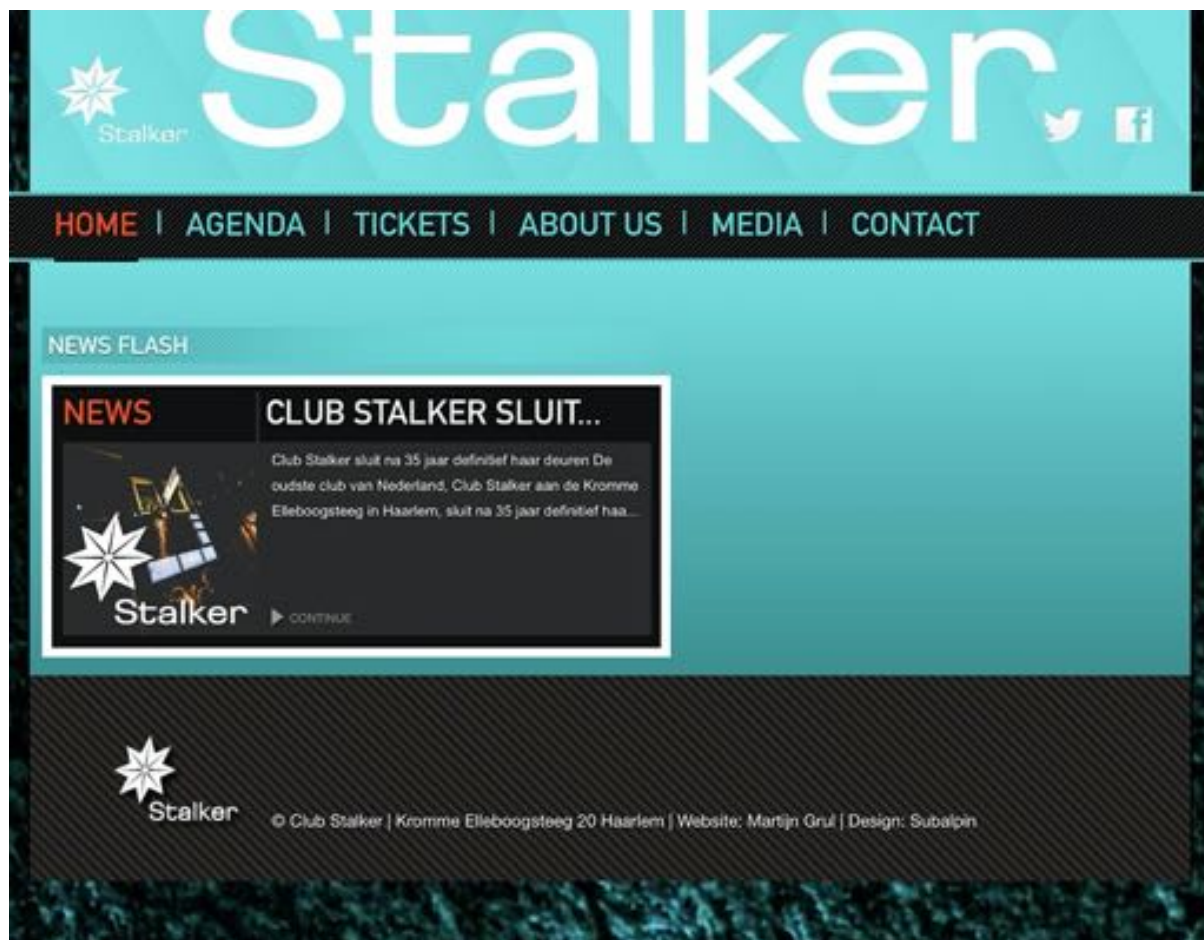 Stalker
Stalker
HOME | AGENDA | TICKETS | ABOUT US | MEDIA | CONTACT
NEWS FLASH
NEWS
CLUB STALKER SLUIT...
Club Stalker sluit na 35 jaar definitief haar deuren De
oudste club van Nederland, Club Stalker aan de Kromme
Elleboogsteeg in Haarlem, sluit na 35 jaar definitief haa...
Stalker
CONTINUE
Stalker
© Club Stalker | Kromme Elleboogsteeg 20 Haarlem | Website: Martijn Grul | Design: Subalpin